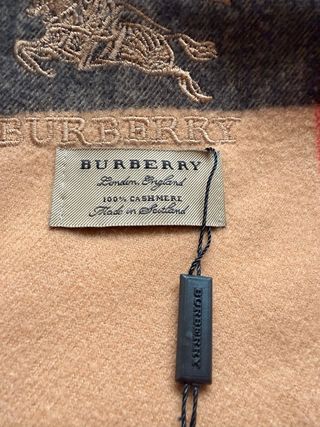 BURBERRY
BURBERRY
London, England
100% CASHMERE
Made in Scotland
BURBERRY